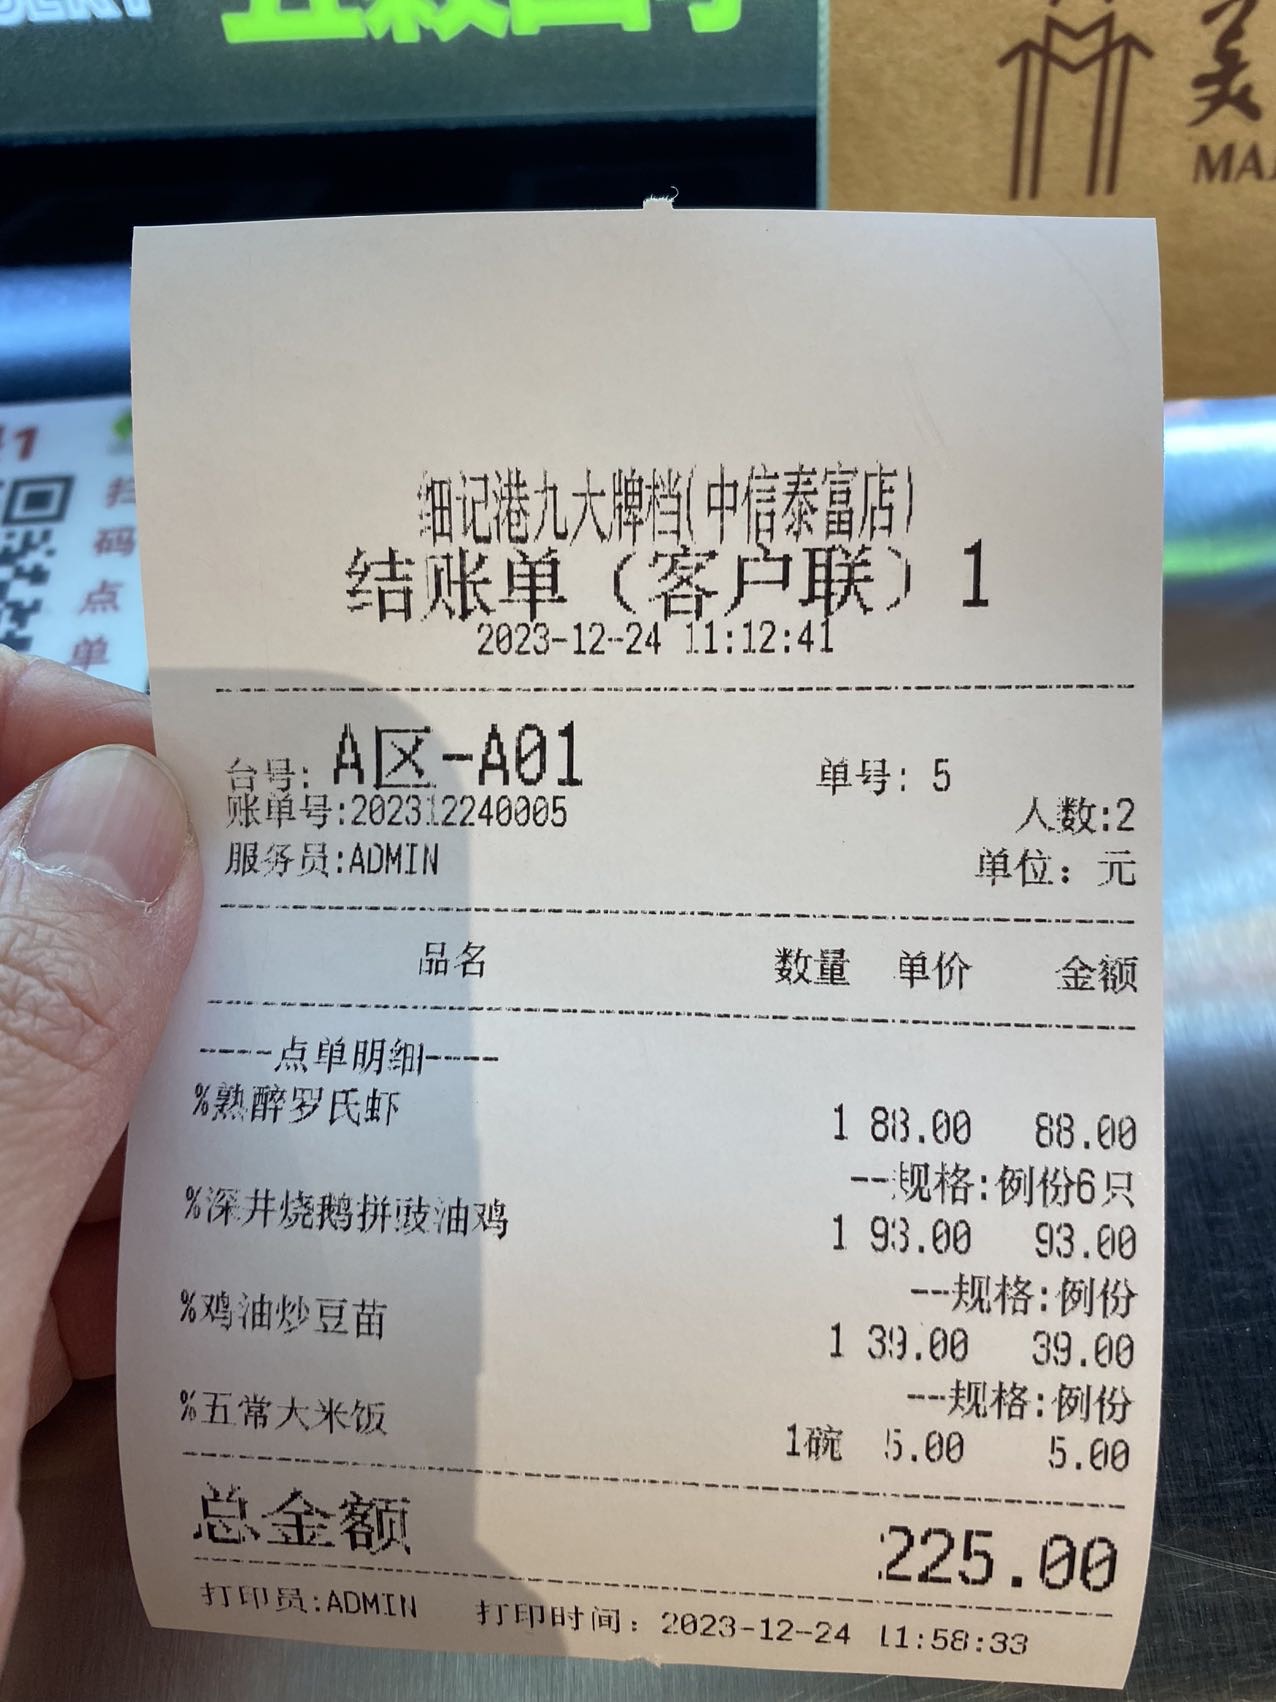 美
MAX
1
扫
码
点
单
细记港九大牌档(中信泰富店)
结账单（客户联）1
2023-12-24 11:12:41
台号: A区-A01 单号: 5
账单号:202312240005 人数:2
服务员:ADMIN 单位：元
品名 数量 单价 金额
----点单明细----
%熟醉罗氏虾
1 88.00 88.00
--规格:例份6只
%深井烧鹅拼豉油鸡
1 93.00 93.00
--规格:例份
%鸡油炒豆苗
1 39.00 39.00
--规格:例份
%五常大米饭
1碗 5.00 5.00
总金额 225.00
打印员:ADMIN 打印时间：2023-12-24 11:58:33